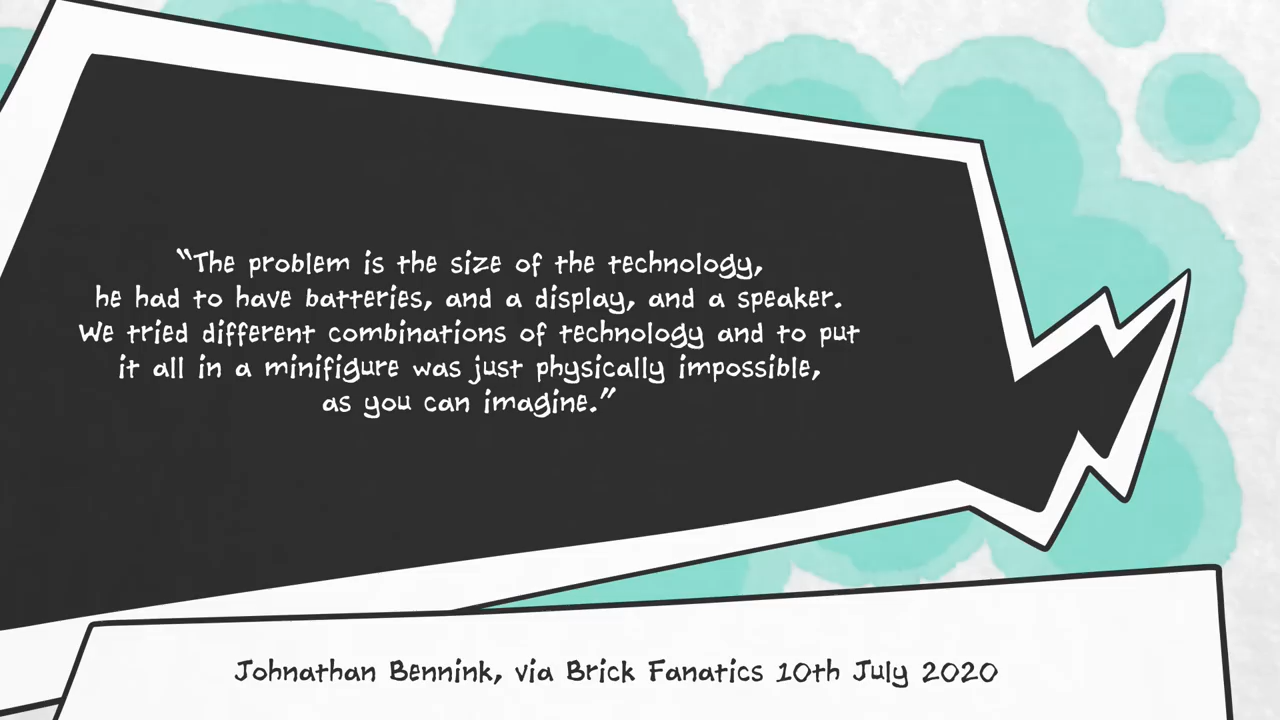 “The problem is the size of the technology,
he had to have batteries, and a display, and a speaker.
We tried different combinations of technology and to put
it all in a minifigure was just physically impossible,
as you can imagine.”
Johnathan Bennink, via Brick Fanatics 10th July 2020